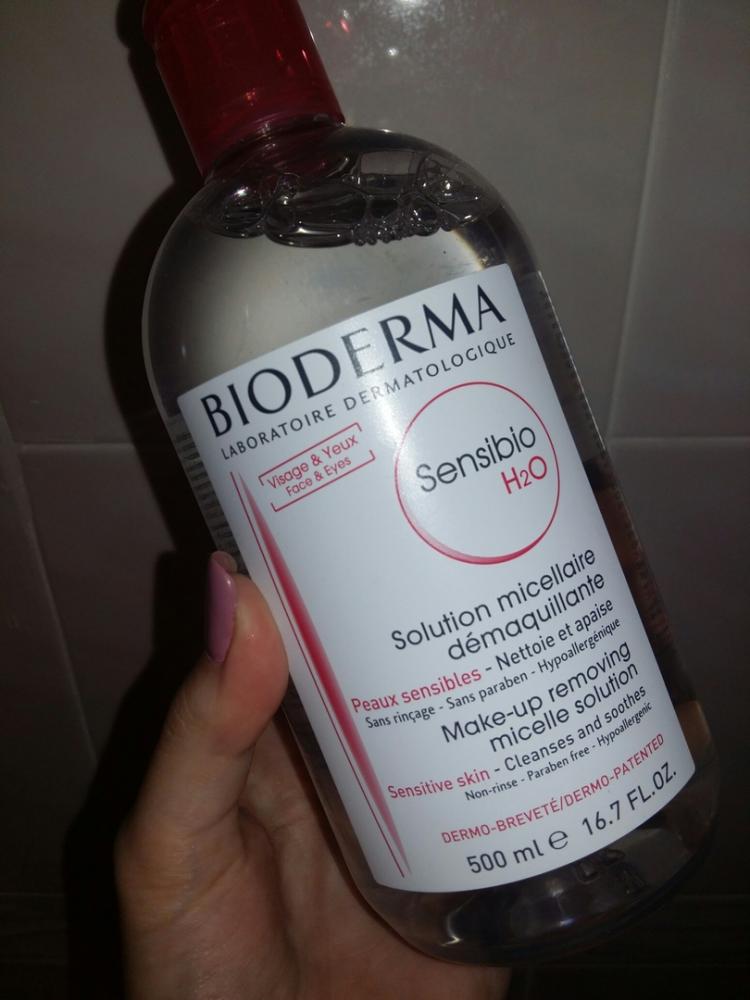 BIODERMA
LABORATOIRE DERMATOLOGIQUE
Visage & Yeux
Face & Eyes
Sensibio
H2O
Solution micellaire
démaquillante
Peaux sensibles - Nettoie et apaise
Sans rinçage - Sans paraben - Hypoallergénique
Make-up removing
micelle solution
Sensitive skin - Cleanses and soothes
Non-rinse - Paraben free - Hypoallergenic
DERMO-BREVETÉ/DERMO-PATENTED
500 ml ℮ 16.7 FL.OZ.